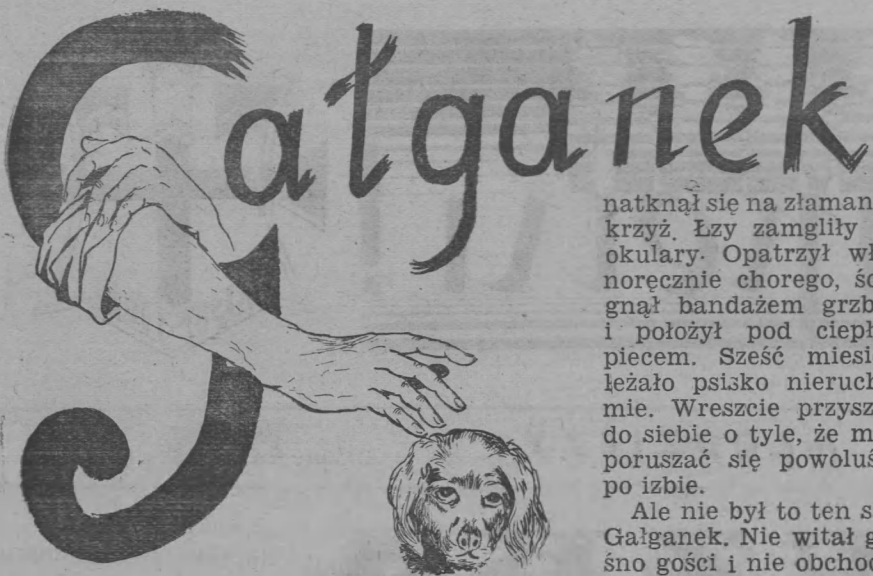 Gałganek
natknął się na złaman
krzyż. Łzy zamgliły
okulary. Opatrzył wł
noręcznie chorego, śc
gnął bandażem grzb
i położył pod ciepł
piecem. Sześć miesi
leżało psisko nieruch
mie. Wreszcie przysz
do siebie o tyle, że m
poruszać się powoluś
po izbie.
Ale nie był to ten s
Gałganek. Nie witał g
śno gości i nie obchod